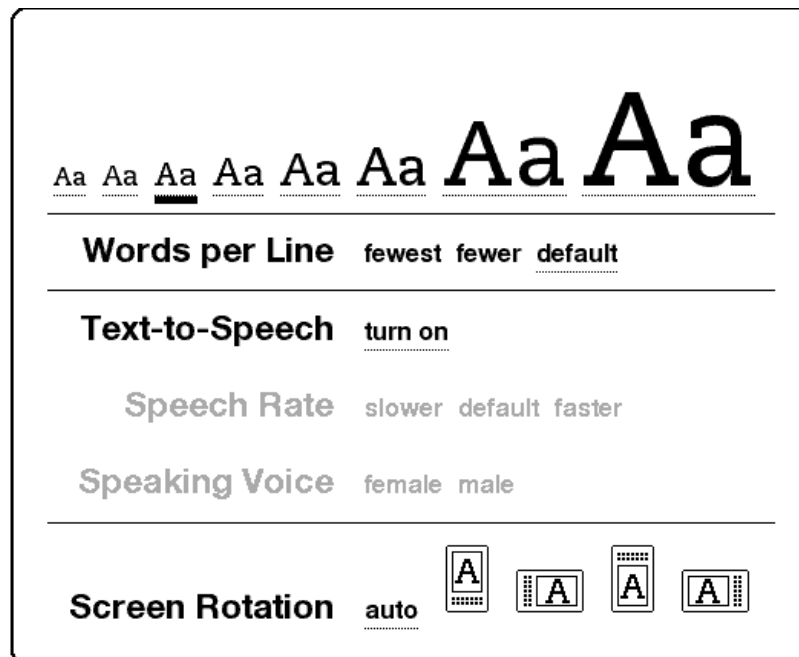 Aa Aa Aa Aa Aa Aa Aa Aa
Words per Line fewest fewer default
Text-to-Speech turn on
Speech Rate slower default faster
Speaking Voice female male
Screen Rotation auto A A A A